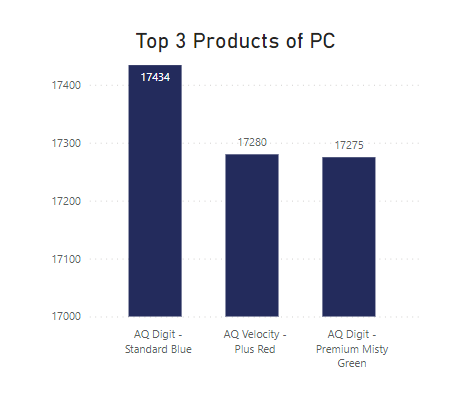 Top 3 Products of PC
17400
17300
17200
17100
17000
17434
17280
17275
AQ Digit -
Standard Blue
AQ Velocity -
Plus Red
AQ Digit -
Premium Misty
Green